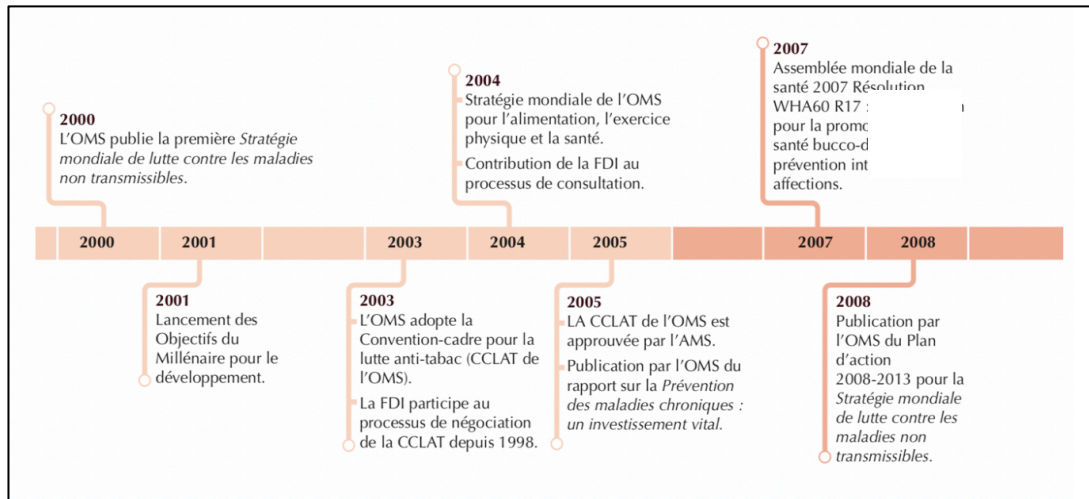 2000
L’OMS publie la première Stratégie
mondiale de lutte contre les maladies
non transmissibles.
2004
Stratégie mondiale de l’OMS
pour l’alimentation, l’exercice
physique et la santé.
Contribution de la FDI au
processus de consultation.
2007
Assemblée mondiale de la
santé 2007 Résolution
WHA60 R17 :
pour la
santé
prévention
affections.
2000
2001
2003
2004
2005
2007
2008
2001
Lancement des
Objectifs du
Millénaire pour le
développement.
2003
L’OMS adopte la
Convention-cadre pour la
lutte anti-tabac (CCLAT de
l’OMS).
La FDI participe au
processus de négociation
de la CCLAT depuis 1998.
2005
LA CCLAT de l’OMS est
approuvée par l’AMS.
Publication par l’OMS du
rapport sur la Prévention
des maladies chroniques :
un investissement vital.
2008
Publication par
l’OMS du Plan
d’action
2008-2013 pour la
Stratégie mondiale
de lutte contre les
maladies non
transmissibles.